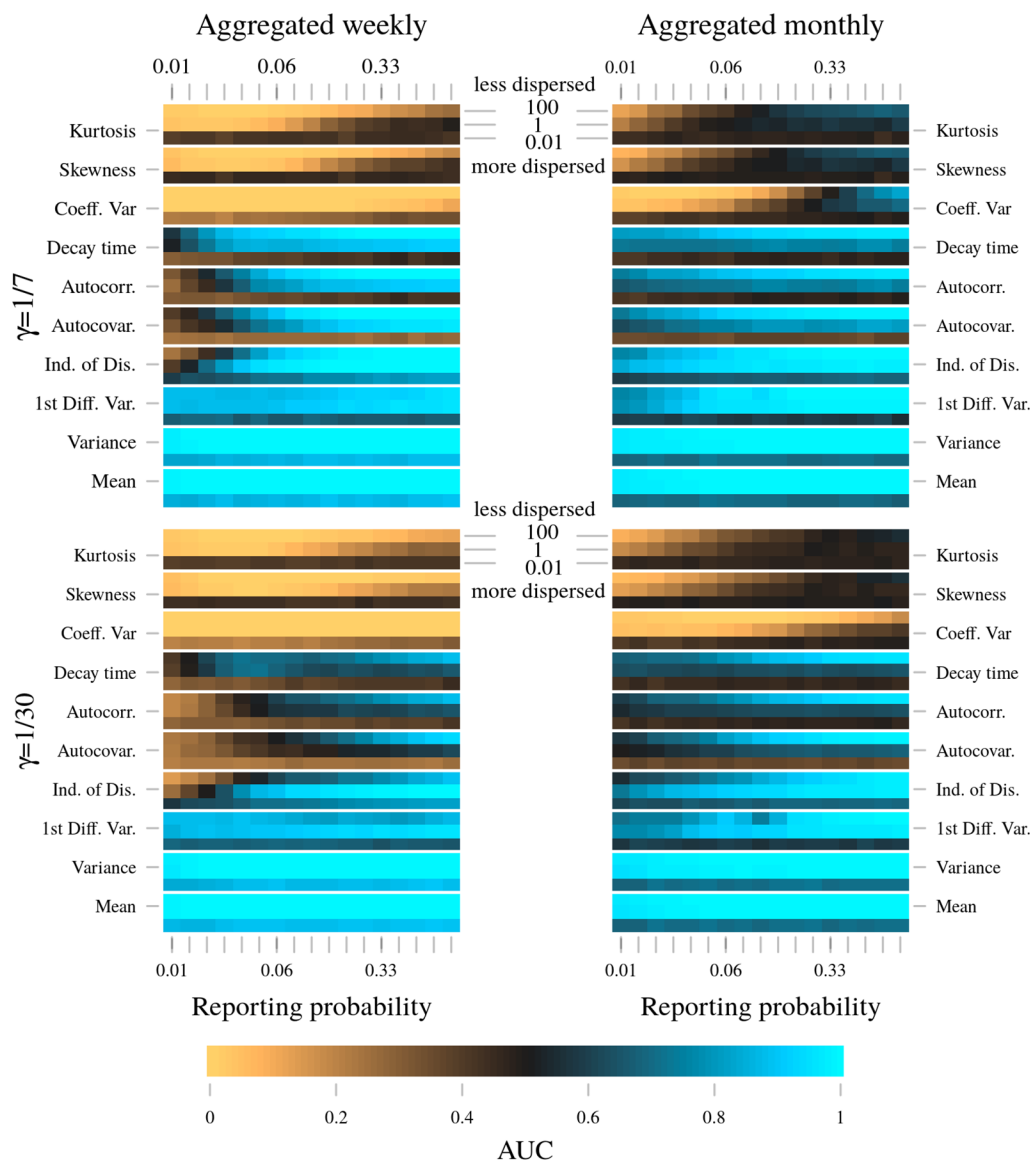 Aggregated weekly
Aggregated monthly
0.01 0.06 0.33
0.01 0.06 0.33
less dispersed
100
1
0.01
more dispersed
Kurtosis
Skewness
Coeff. Var
Decay time
Autocorr.
Autocovar.
Ind. of Dis.
1st Diff. Var.
Variance
Mean
γ=1/7
Kurtosis
Skewness
Coeff. Var
Decay time
Autocorr.
Autocovar.
Ind. of Dis.
1st Diff. Var.
Variance
Mean
less dispersed
100
1
0.01
more dispersed
Kurtosis
Skewness
Coeff. Var
Decay time
Autocorr.
Autocovar.
Ind. of Dis.
1st Diff. Var.
Variance
Mean
γ=1/30
Kurtosis
Skewness
Coeff. Var
Decay time
Autocorr.
Autocovar.
Ind. of Dis.
1st Diff. Var.
Variance
Mean
0.01 0.06 0.33
0.01 0.06 0.33
Reporting probability
Reporting probability
0 0.2 0.4 0.6 0.8 1
AUC